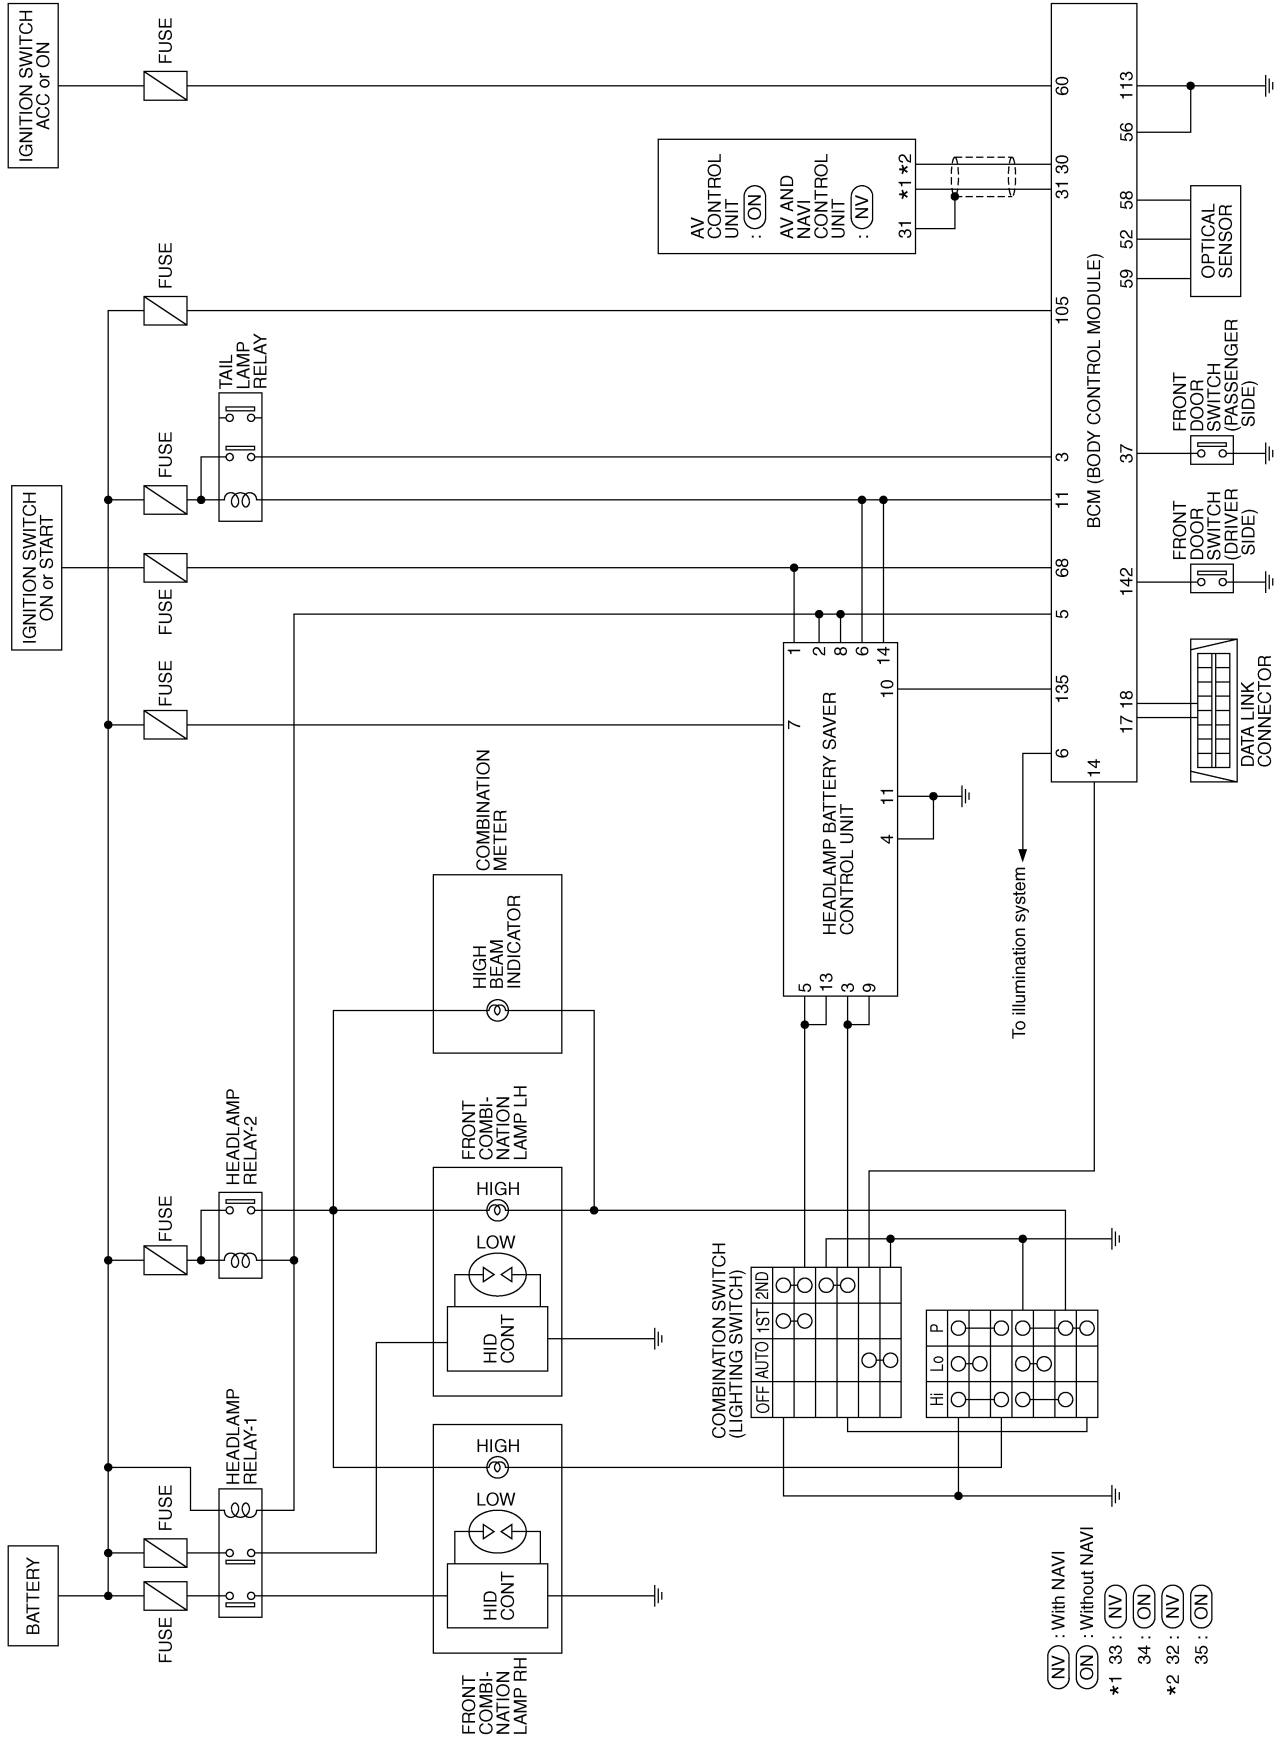 IGNITION SWITCH
ACC or ON
FUSE
60
AV
CONTROL
UNIT
: ON
AV AND
NAVI
CONTROL
UNIT
: NV
31
*1
*2
31
30
113
56
58
52
59
OPTICAL
SENSOR
FUSE
105
BCM (BODY CONTROL MODULE)
TAIL
LAMP
RELAY
FUSE
3
11
37
FRONT
DOOR
SWITCH
(PASSENGER
SIDE)
IGNITION SWITCH
ON or START
FUSE
68
5
142
FRONT
DOOR
SWITCH
(DRIVER
SIDE)
FUSE
1
2
8
6
14
7
10
135
6
14
17
18
DATA LINK
CONNECTOR
HEADLAMP BATTERY SAVER
CONTROL UNIT
11
4
5
13
3
9
To illumination system
COMBINATION
METER
HIGH
BEAM
INDICATOR
HEADLAMP
RELAY-2
FUSE
FRONT
COMBI-
NATION
LAMP LH
HIGH
LOW
HID
CONT
COMBINATION SWITCH
(LIGHTING SWITCH)
OFF
AUTO
1ST
2ND
Hi
Lo
P
HEADLAMP
RELAY-1
FUSE
FUSE
BATTERY
FRONT
COMBI-
NATION
LAMP RH
HIGH
LOW
HID
CONT
NV : With NAVI
ON : Without NAVI
*1 33 : NV
34 : ON
*2 32 : NV
35 : ON